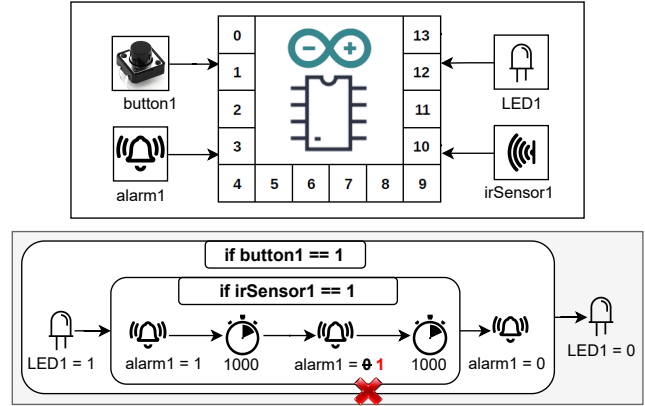 0
13
1
12
button1
LED1
2
11
3
10
alarm1
irSensor1
4 5 6 7 8 9
if button1 == 1
if irSensor1 == 1
LED1 = 1
alarm1 = 1
1000
alarm1 = 0 1
1000
alarm1 = 0
LED1 = 0